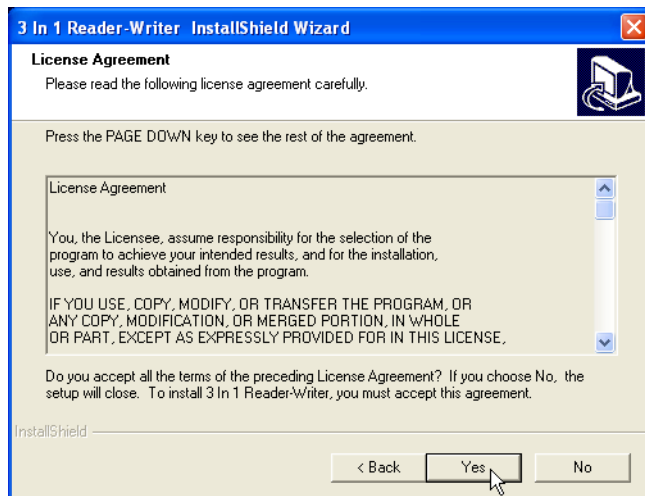 3 In 1 Reader-Writer InstallShield Wizard
License Agreement
Please read the following license agreement carefully.
Press the PAGE DOWN key to see the rest of the agreement.
License Agreement
You, the Licensee, assume responsibility for the selection of the
program to achieve your intended results, and for the installation,
use, and results obtained from the program.
IF YOU USE, COPY, MODIFY, OR TRANSFER THE PROGRAM, OR
ANY COPY, MODIFICATION, OR MERGED PORTION, IN WHOLE
OR PART, EXCEPT AS EXPRESSLY PROVIDED FOR IN THIS LICENSE,
Do you accept all the terms of the preceding License Agreement? If you choose No, the
setup will close. To install 3 In 1 Reader-Writer, you must accept this agreement.
InstallShield
< Back Yes No